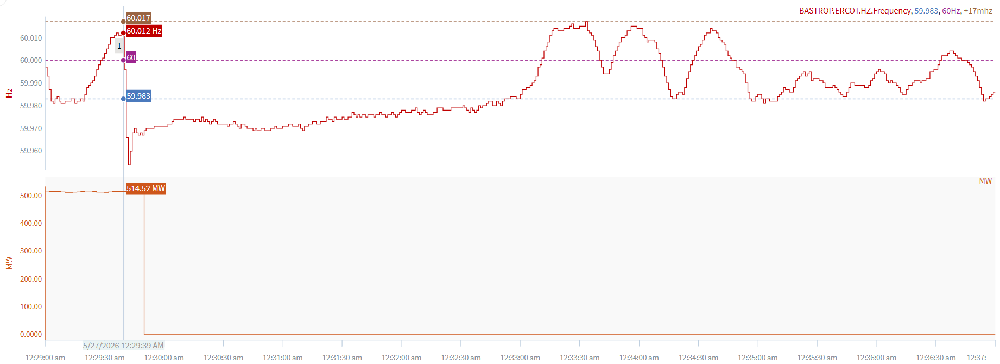 BASTROP.ERCOT.HZ.Frequency, 59.983, 60Hz, +17mhz
60.017
60.012 Hz
60.010
1
60
60.000
59.990
Hz
59.983
59.980
59.970
59.960
MW
514.52 MW
500.00
400.00
300.00
MW
200.00
100.00
0.0000
5/27/2026 12:29:39 AM
12:29:00 am 12:29:30 am 12:30:00 am 12:30:30 am 12:31:00 am 12:31:30 am 12:32:00 am 12:32:30 am 12:33:00 am 12:33:30 am 12:34:00 am 12:34:30 am 12:35:00 am 12:35:30 am 12:36:00 am 12:36:30 am 12:37:...